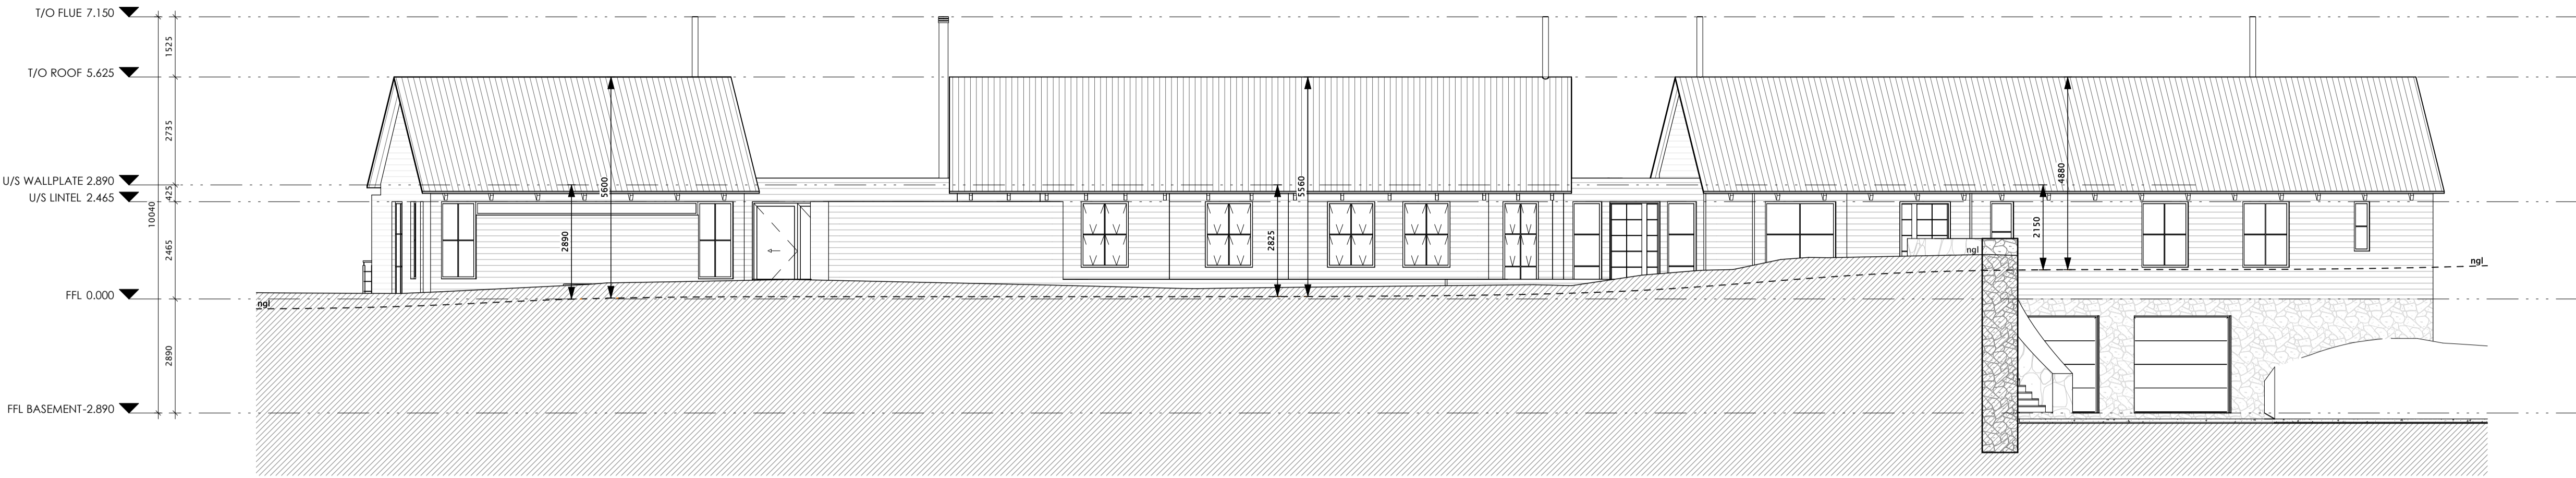 T/O FLUE 7.150
1525
T/O ROOF 5.625
2735
U/S WALLPLATE 2.890
425
U/S LINTEL 2.465
10040
2465
FFL 0.000
2890
FFL BASEMENT-2.890
5600
2890
5560
2825
4880
2150
ngl
ngl
ngl